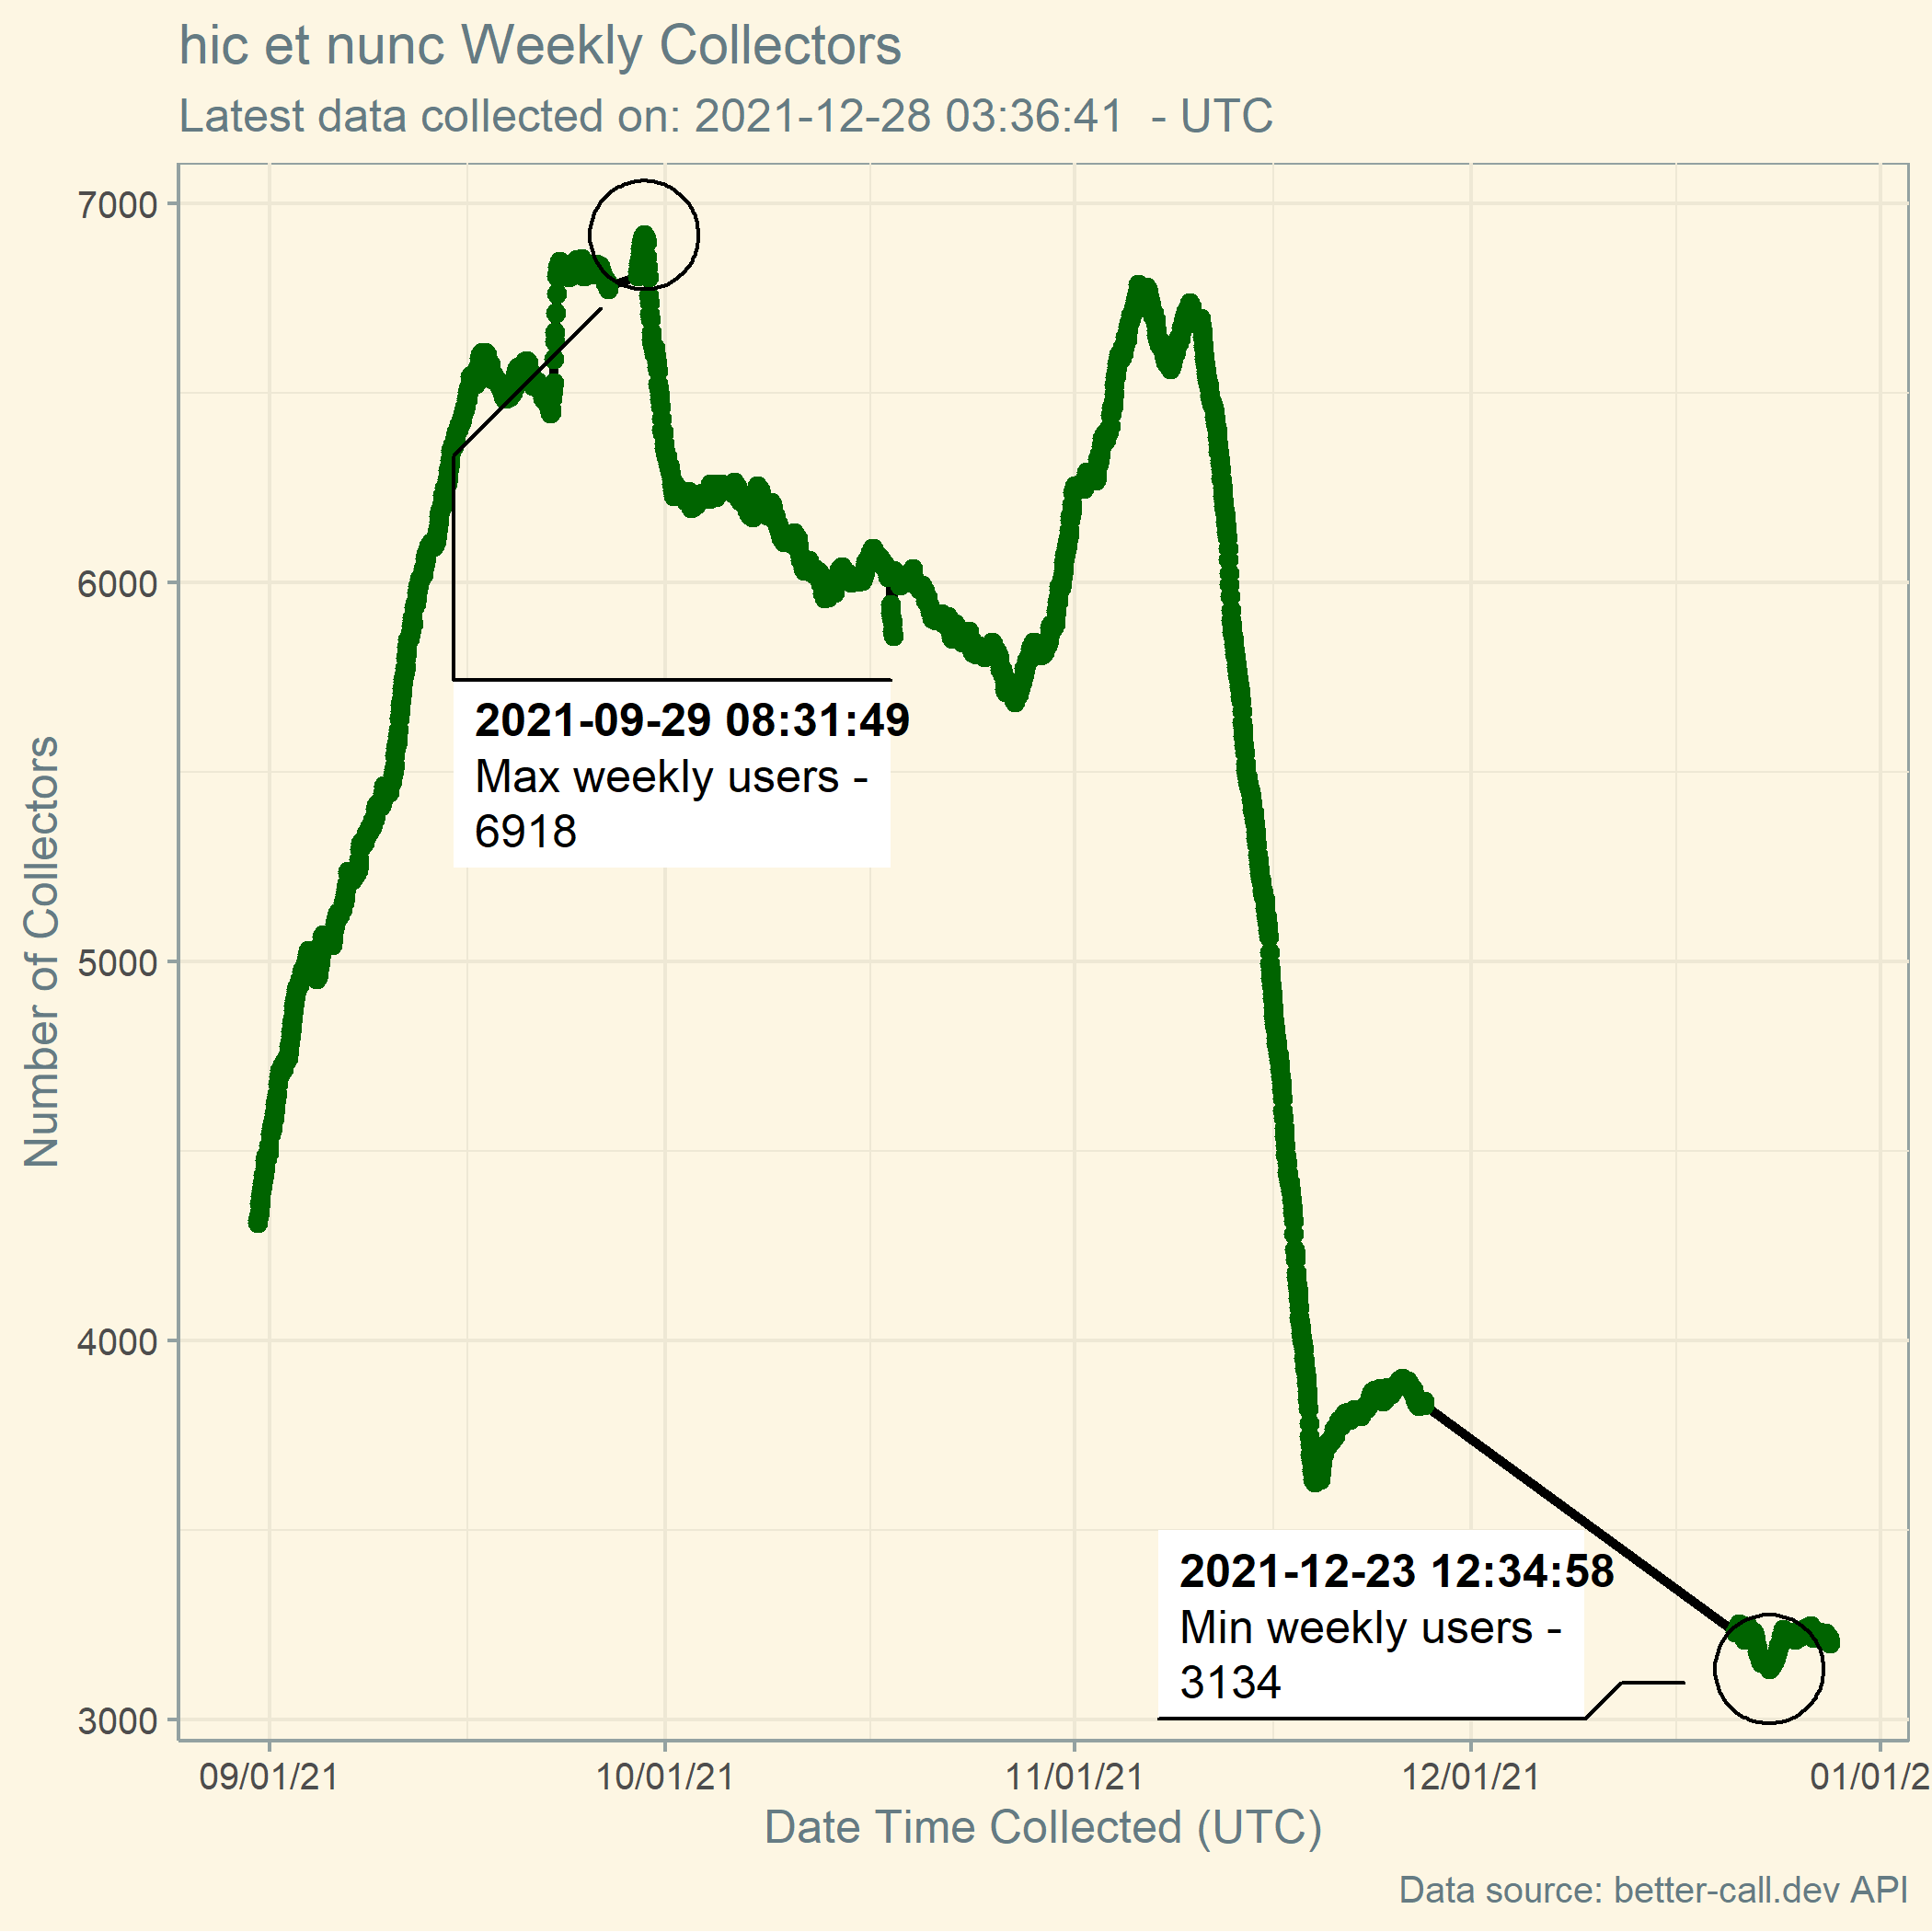 hic et nunc Weekly Collectors
Latest data collected on: 2021-12-28 03:36:41  - UTC
Number of Collectors
7000
6000
5000
4000
3000
2021-09-29 08:31:49
Max weekly users -
6918
2021-12-23 12:34:58
Min weekly users -
3134
09/01/21
10/01/21
11/01/21
12/01/21
01/01/2
Date Time Collected (UTC)
Data source: better-call.dev API